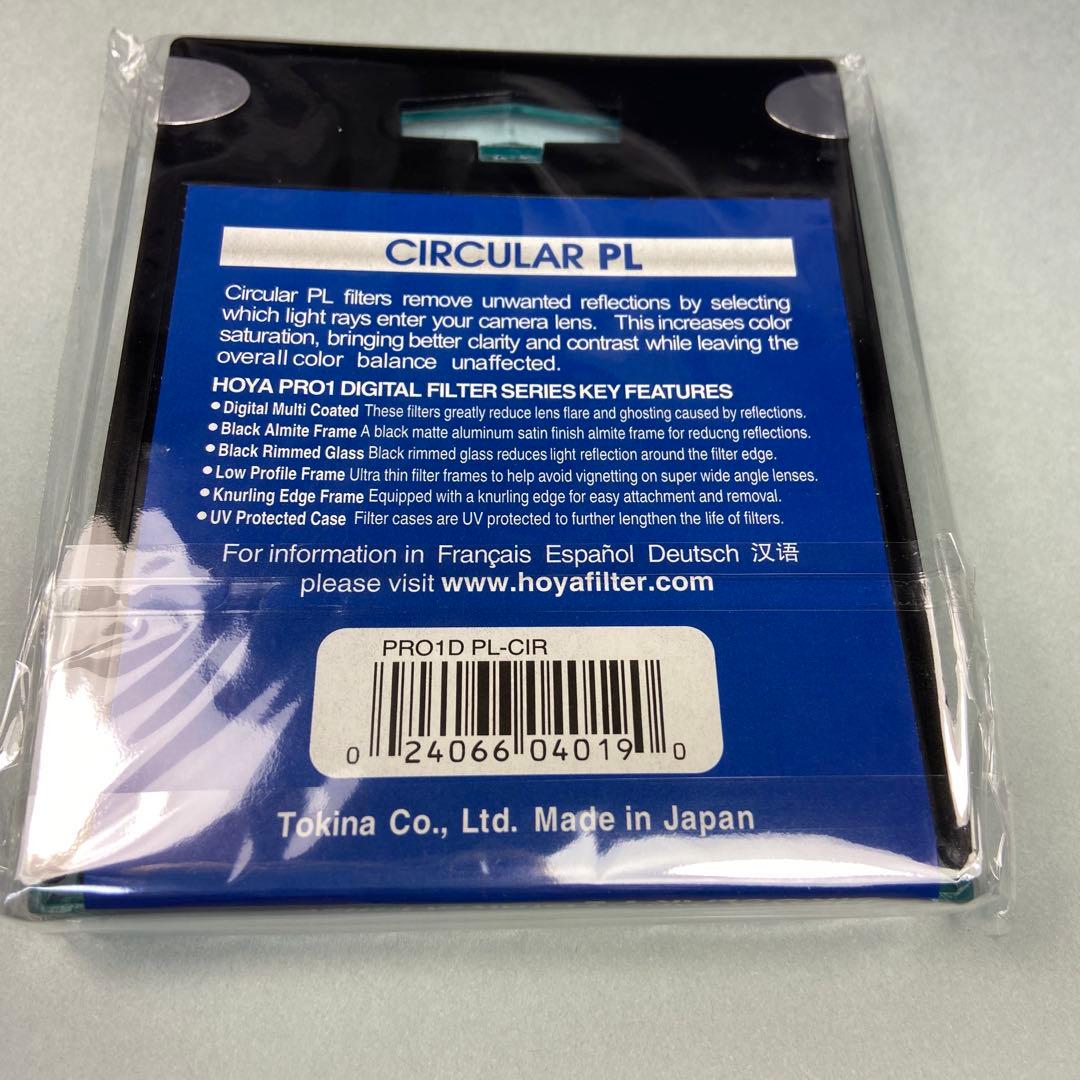 CIRCULAR PL
Circular PL filters remove unwanted reflections by selecting
which light rays enter your camera lens. This increases color
saturation, bringing better clarity and contrast while leaving the
overall color balance unaffected.
HOYA PRO1 DIGITAL FILTER SERIES KEY FEATURES
• Digital Multi Coated These filters greatly reduce lens flare and ghosting caused by reflections.
• Black Almite Frame A black matte aluminum satin finish almite frame for reducng reflections.
• Black Rimmed Glass Black rimmed glass reduces light reflection around the filter edge.
• Low Profile Frame Ultra thin filter frames to help avoid vignetting on super wide angle lenses.
• Knurling Edge Frame Equipped with a knurling edge for easy attachment and removal.
• UV Protected Case Filter cases are UV protected to further lengthen the life of filters.
For information in Français Español Deutsch 汉语
please visit www.hoyafilter.com
PRO1D PL-CIR
0 24066 04019 0
Tokina Co., Ltd. Made in Japan